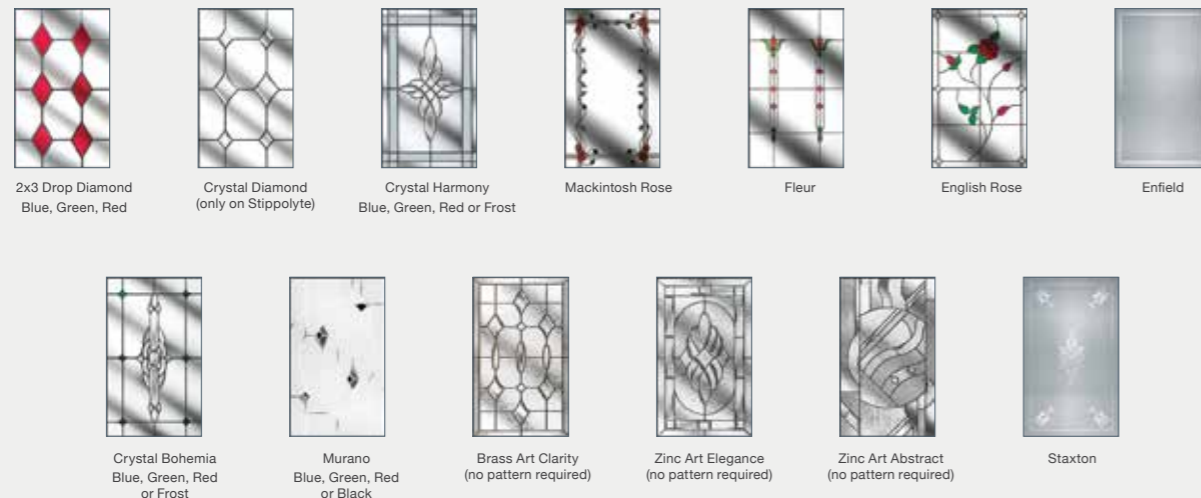 2x3 Drop Diamond
Blue, Green, Red
Crystal Diamond
(only on Stippolyte)
Crystal Harmony
Blue, Green, Red or Frost
Mackintosh Rose
Fleur
English Rose
Enfield
Crystal Bohemia
Blue, Green, Red
or Frost
Murano
Blue, Green, Red
or Black
Brass Art Clarity
(no pattern required)
Zinc Art Elegance
(no pattern required)
Zinc Art Abstract
(no pattern required)
Staxton